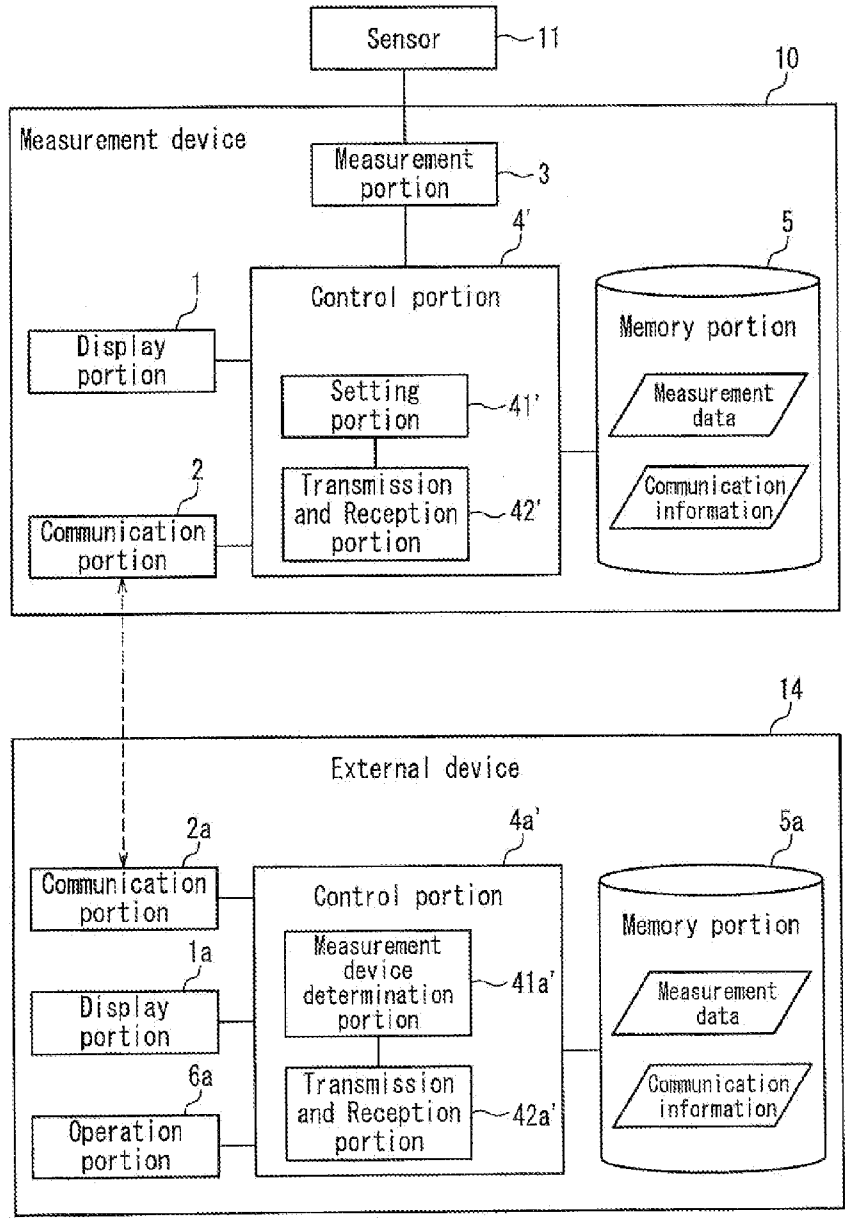 Sensor
11
10
Measurement device
Measurement
portion
3
4'
5
Control portion
Memory portion
1
Display
portion
Setting
portion
41'
Measurement
data
2
Transmission
and Reception
portion
42'
Communication
information
Communication
portion
14
External device
2a
4a'
5a
Communication
portion
Control portion
Memory portion
Measurement
device
determination
portion
41a'
1a
Display
portion
Measurement
data
6a
Transmission
and Reception
portion
42a'
Communication
information
Operation
portion